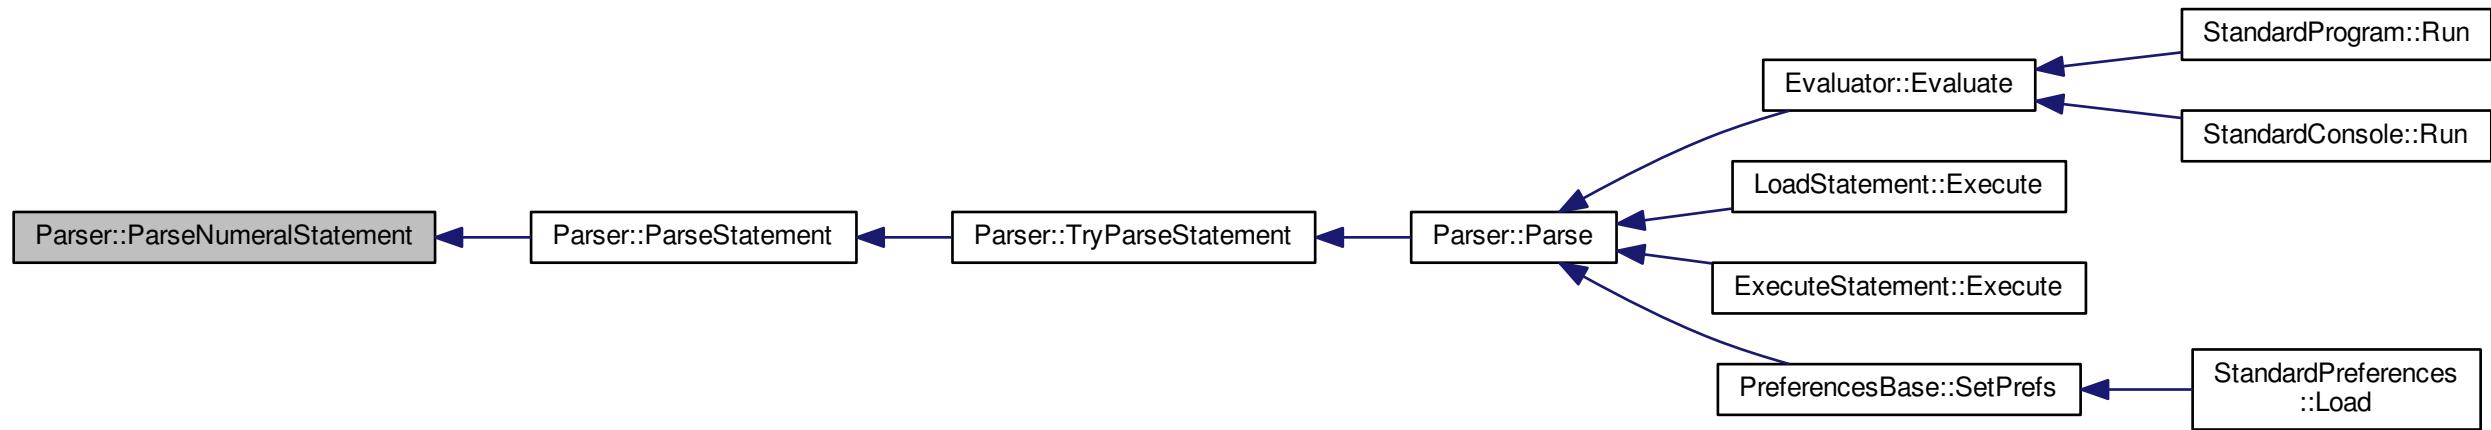 StandardProgram::Run
Evaluator::Evaluate
StandardConsole::Run
LoadStatement::Execute
Parser::ParseNumeralStatement
Parser::ParseStatement
Parser::TryParseStatement
Parser::Parse
ExecuteStatement::Execute
PreferencesBase::SetPrefs
StandardPreferences
::Load